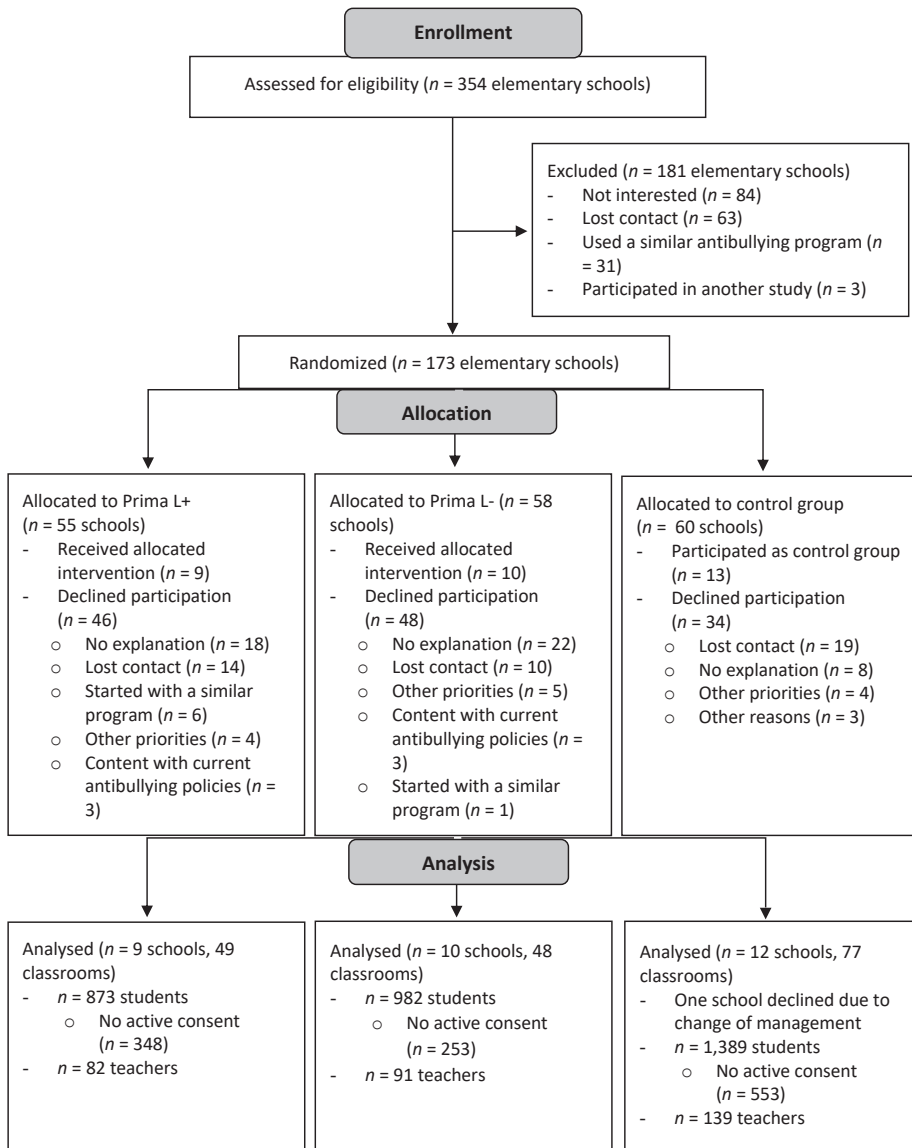 Enrollment
Assessed for eligibility (n = 354 elementary schools)
Excluded (n = 181 elementary schools)
- Not interested (n = 84)
- Lost contact (n = 63)
- Used a similar antibullying program (n
= 31)
- Participated in another study (n = 3)
Randomized (n = 173 elementary schools)
Allocation
Allocated to Prima L+
(n = 55 schools)
- Received allocated
intervention (n = 9)
- Declined participation
(n = 46)
o No explanation (n = 18)
o Lost contact (n = 14)
o Started with a similar
program (n = 6)
o Other priorities (n = 4)
o Content with current
antibullying policies (n =
3)
Allocated to Prima L- (n = 58
schools)
- Received allocated
intervention (n = 10)
- Declined participation
(n = 48)
o No explanation (n = 22)
o Lost contact (n = 10)
o Other priorities (n = 5)
o Content with current
antibullying policies (n =
3)
o Started with a similar
program (n = 1)
Allocated to control group
(n = 60 schools)
- Participated as control group
(n = 13)
- Declined participation
(n = 34)
o Lost contact (n = 19)
o No explanation (n = 8)
o Other priorities (n = 4)
o Other reasons (n = 3)
Analysis
Analysed (n = 9 schools, 49
classrooms)
- n = 873 students
o No active consent
(n = 348)
- n = 82 teachers
Analysed (n = 10 schools, 48
classrooms)
- n = 982 students
o No active consent
(n = 253)
- n = 91 teachers
Analysed (n = 12 schools, 77
classrooms)
- One school declined due to
change of management
- n = 1,389 students
o No active consent
(n = 553)
- n = 139 teachers